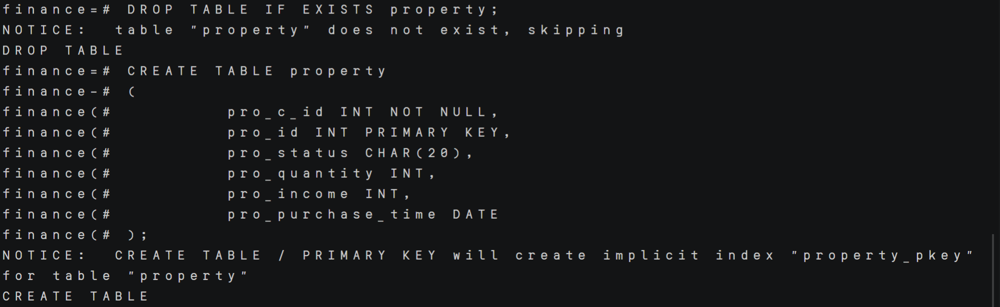 finance=# DROP TABLE IF EXISTS property;
NOTICE:  table "property" does not exist, skipping
DROP TABLE
finance=# CREATE TABLE property
finance-# (
finance(#         pro_c_id INT NOT NULL,
finance(#         pro_id INT PRIMARY KEY,
finance(#         pro_status CHAR(20),
finance(#         pro_quantity INT,
finance(#         pro_income INT,
finance(#         pro_purchase_time DATE
finance(# );
NOTICE:  CREATE TABLE / PRIMARY KEY will create implicit index "property_pkey"
for table "property"
CREATE TABLE